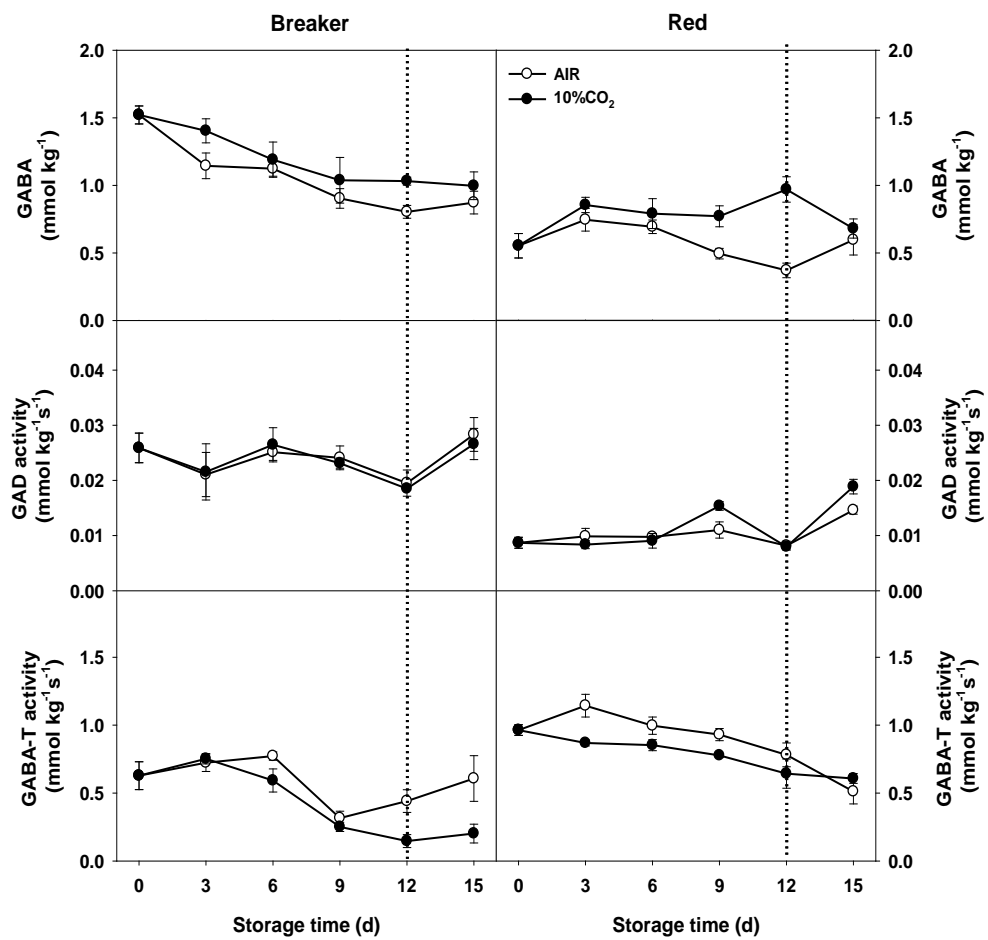 Breaker
Red
2.0
1.5
1.0
0.5
0.0
GABA
(mmol kg⁻¹)
AIR
10%CO₂
2.0
1.5
1.0
0.5
0.0
GABA
(mmol kg⁻¹)
0.04
0.03
0.02
0.01
0.00
GAD activity
(mmol kg⁻¹s⁻¹)
0.04
0.03
0.02
0.01
0.00
GAD activity
(mmol kg⁻¹s⁻¹)
1.5
1.0
0.5
0.0
GABA-T activity
(mmol kg⁻¹s⁻¹)
1.5
1.0
0.5
0.0
GABA-T activity
(mmol kg⁻¹s⁻¹)
0 3 6 9 12 15
0 3 6 9 12 15
Storage time (d)
Storage time (d)